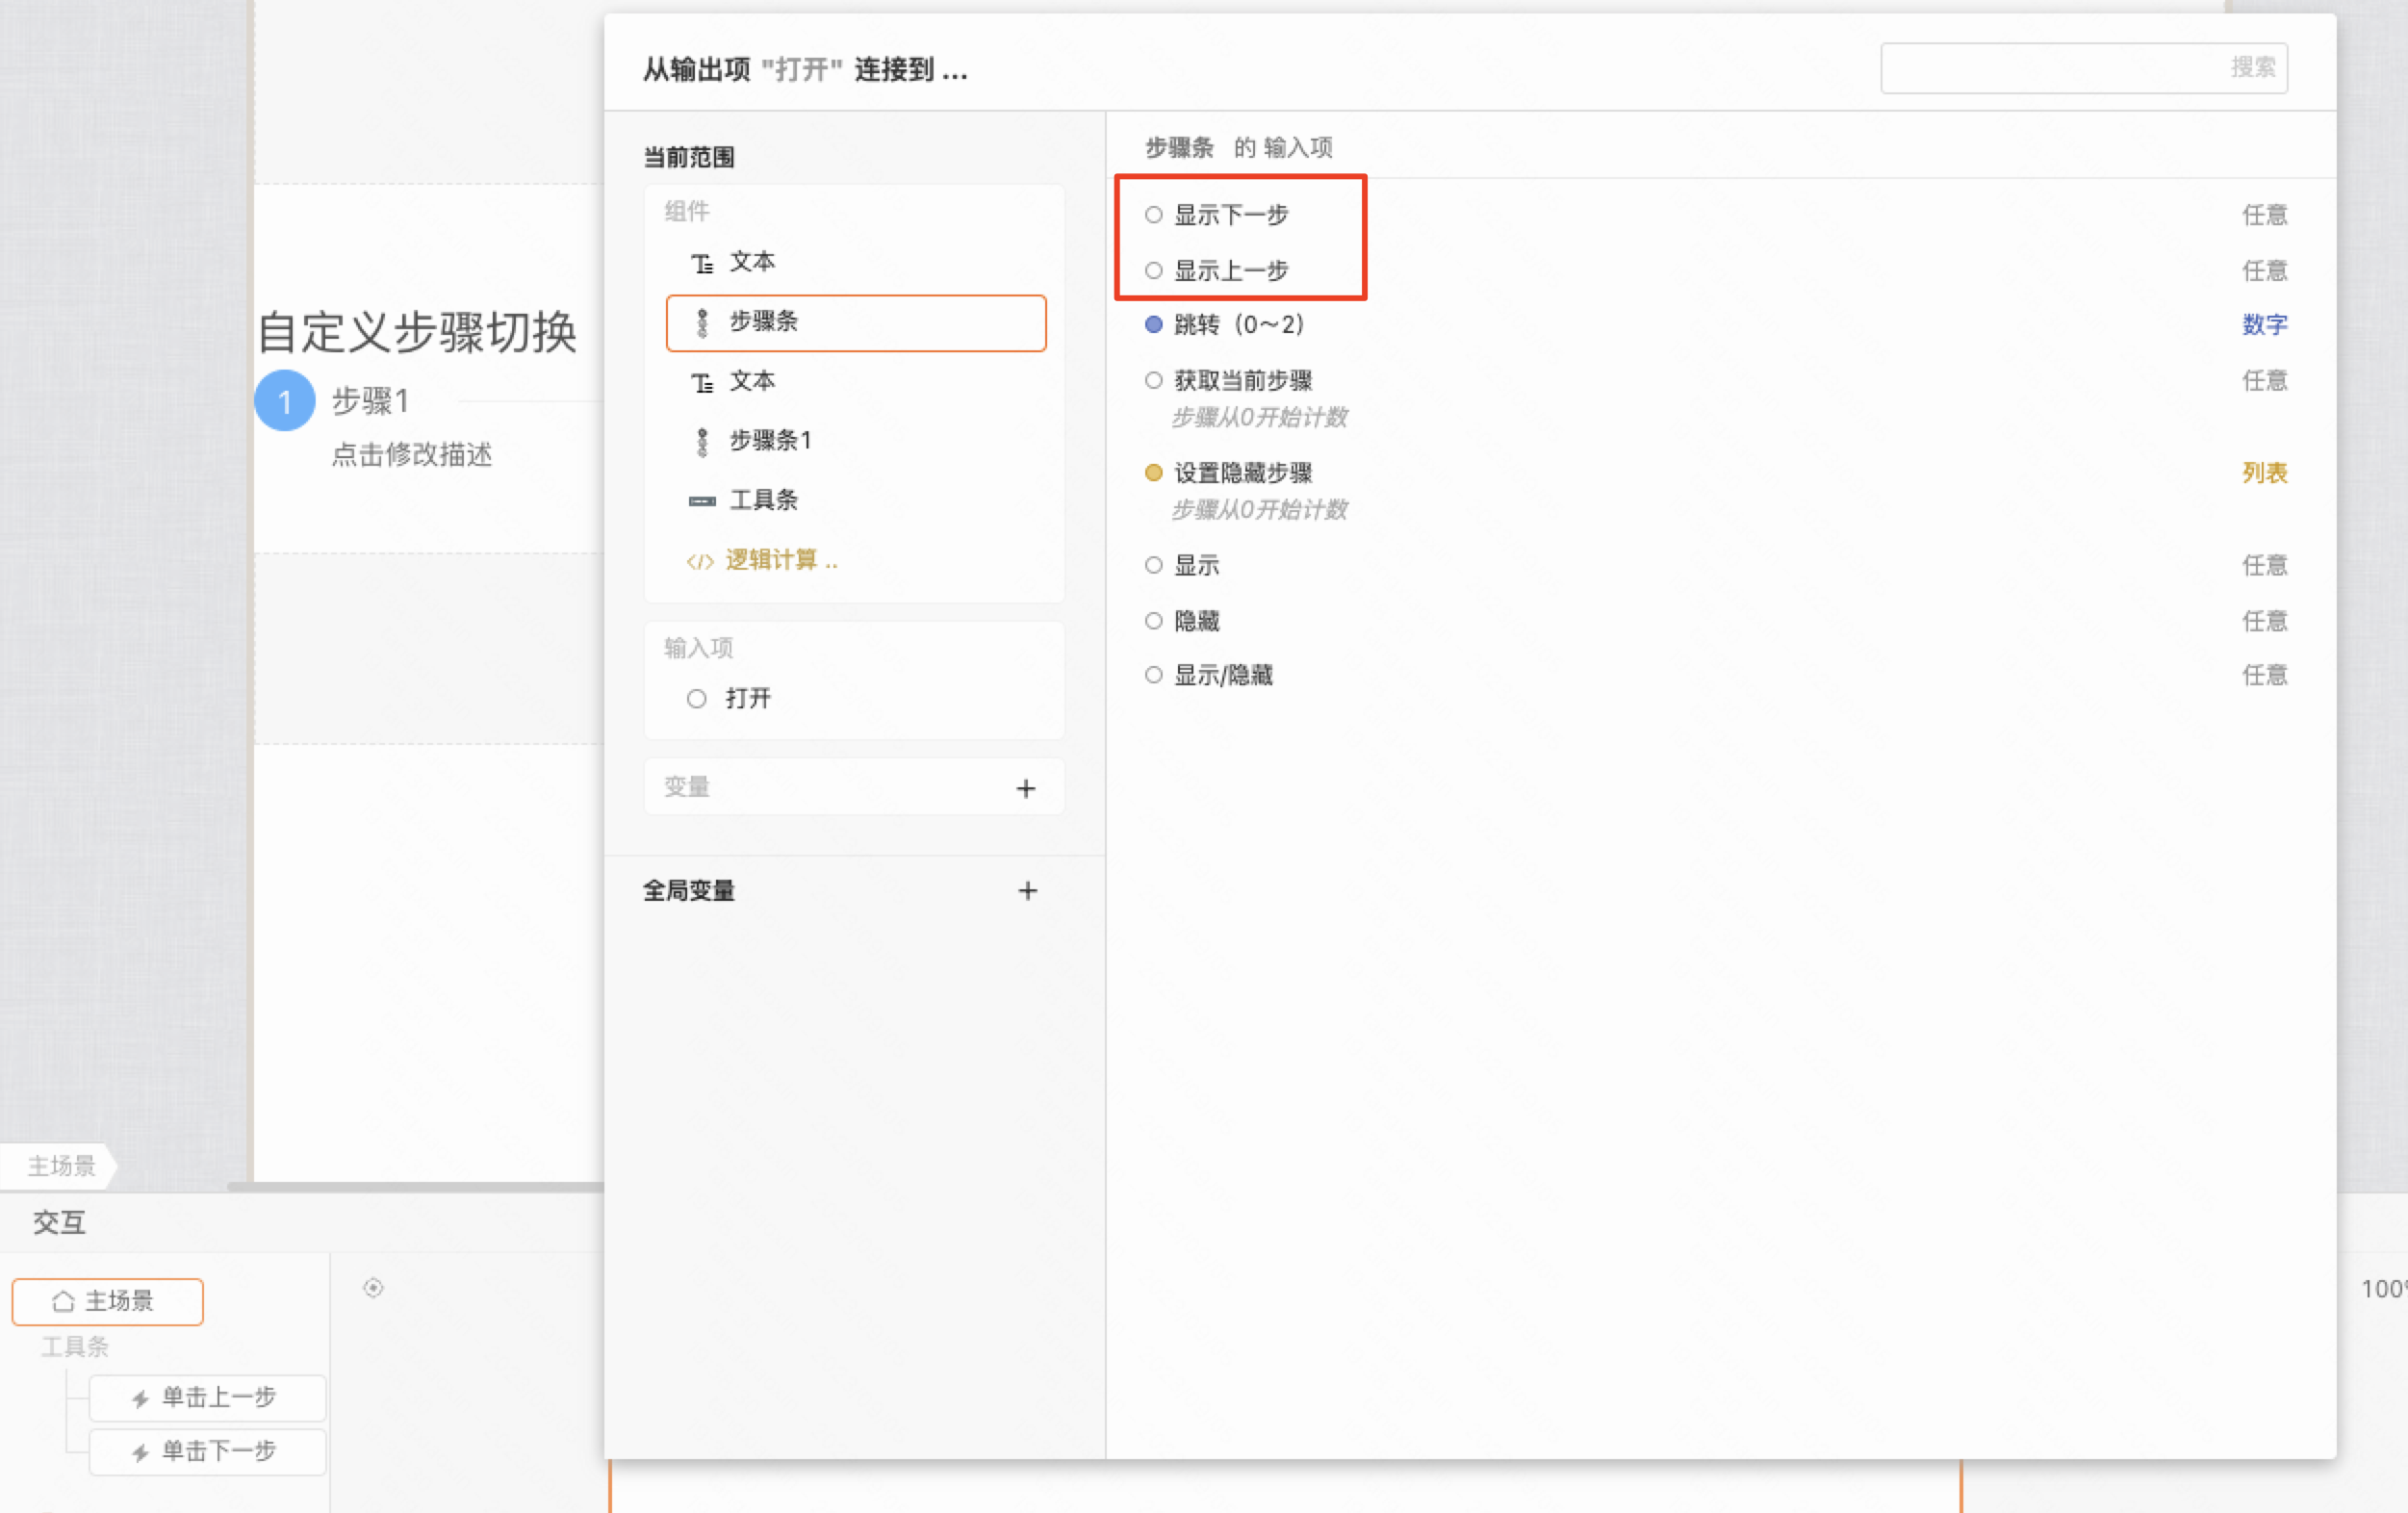 从输出项 "打开" 连接到 ...
搜索
当前范围
组件
文本
步骤条
文本
步骤条1
工具条
</> 逻辑计算 ..
输入项
打开
变量 +
全局变量 +
步骤条 的 输入项
显示下一步 任意
显示上一步 任意
跳转（0～2） 数字
获取当前步骤 任意
步骤从0开始计数
设置隐藏步骤 列表
步骤从0开始计数
显示 任意
隐藏 任意
显示/隐藏 任意
自定义步骤切换
1 步骤1
点击修改描述
主场景
交互
主场景
工具条
单击上一步
单击下一步
100%